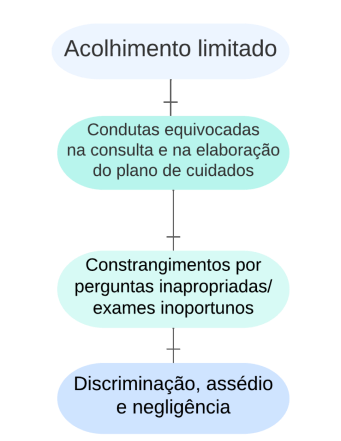 Acolhimento limitado
Condutas equivocadas
na consulta e na elaboração
do plano de cuidados
Constrangimentos por
perguntas inapropriadas/
exames inoportunos
Discriminação, assédio
e negligência